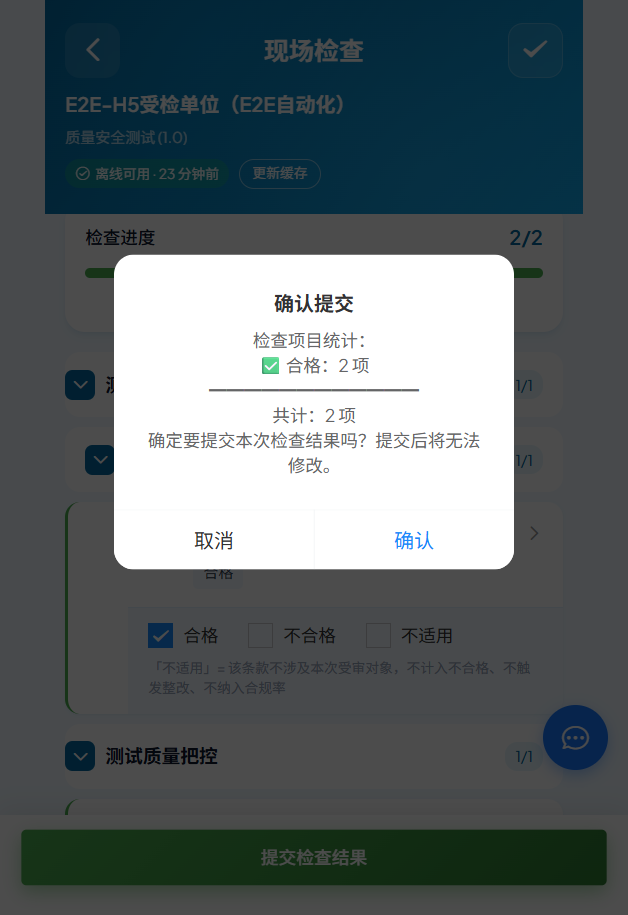 现场检查
E2E-H5受检单位（E2E自动化）
质量安全测试 (1.0)
离线可用 · 23 分钟前
更新缓存
检查进度
2/2
确认提交
检查项目统计：
✅ 合格：2 项
━━━━━━━━━━━━━━
共计：2 项
确定要提交本次检查结果吗？提交后将无法
修改。
取消
确认
1/1
1/1
合格
合格
不合格
不适用
「不适用」= 该条款不涉及本次受审对象，不计入不合格、不触
发整改、不纳入合规率
测试质量把控
1/1
提交检查结果